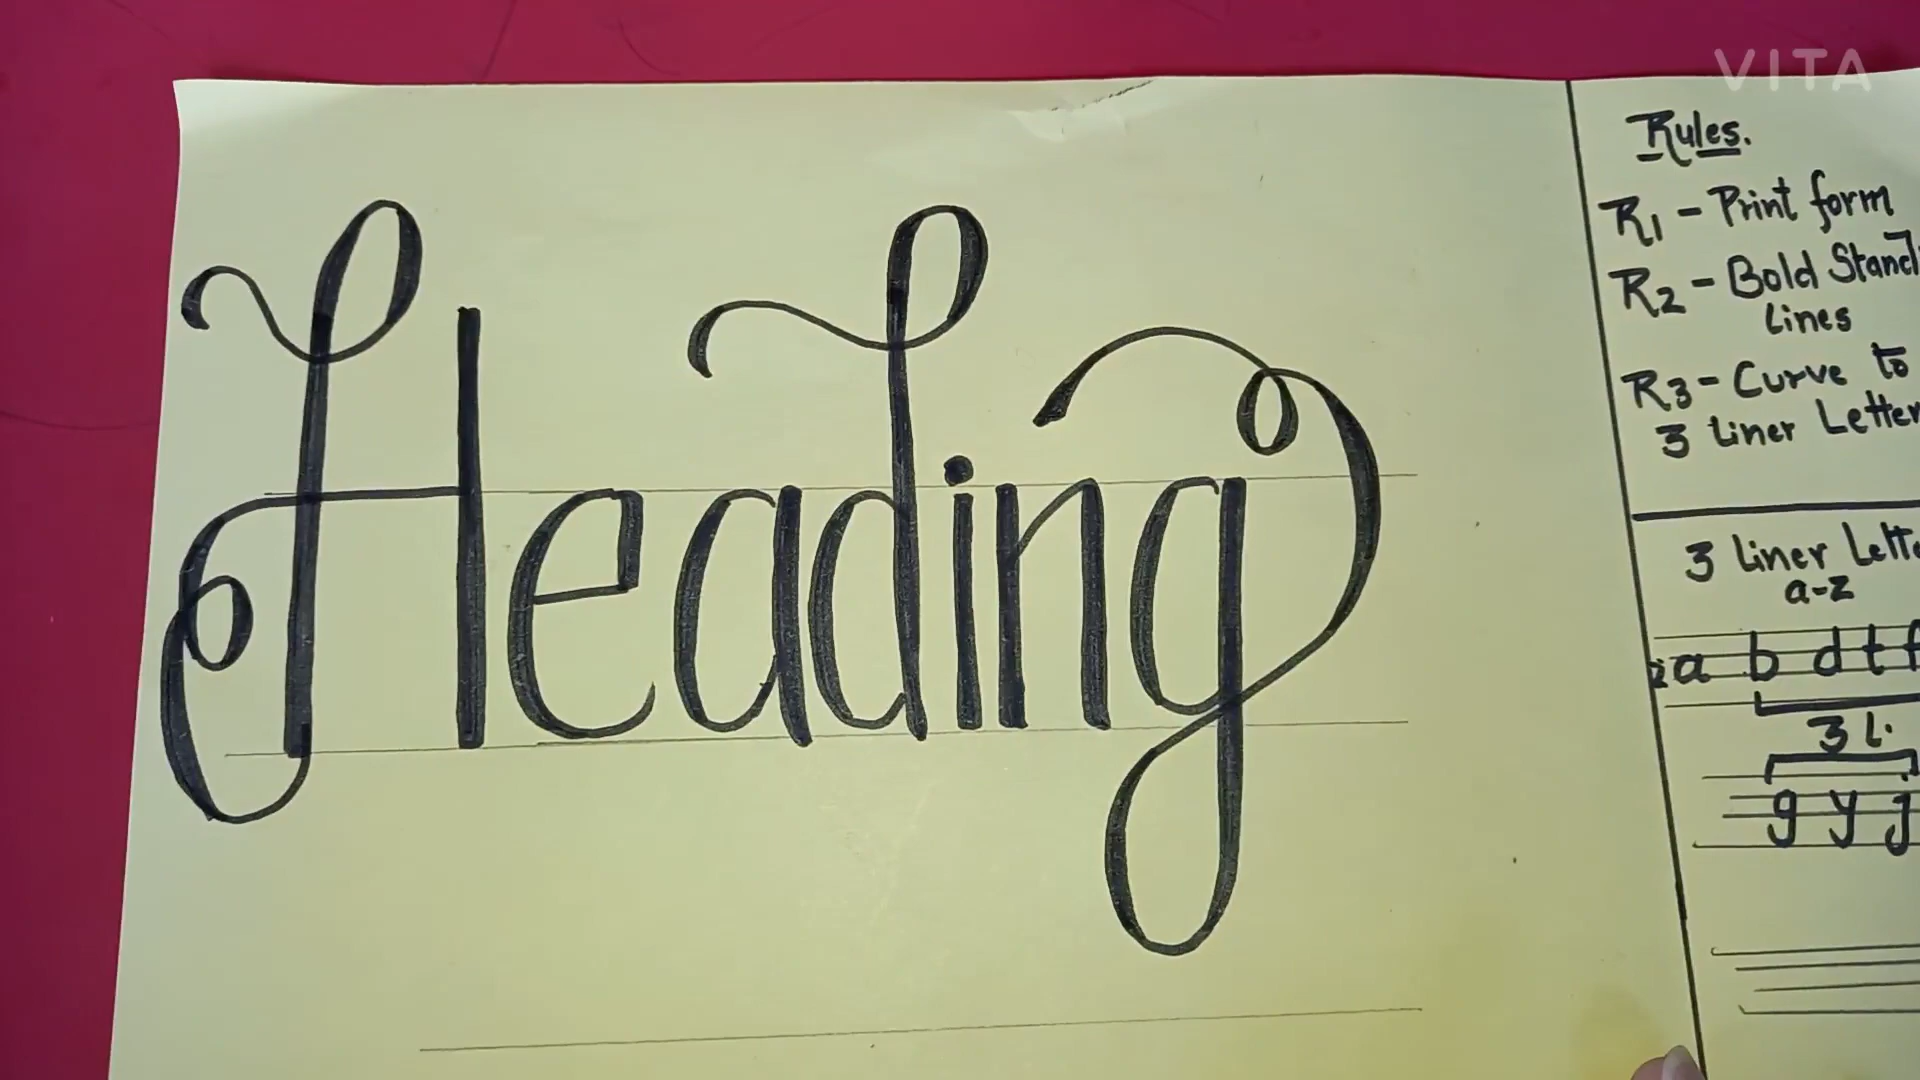 VITA
Heading
Rules.
R1 - Print form
R2 - Bold Stand
Lines
R3 - Curve to
3 liner Letter
3 liner Lette
a-z
a b d t f
3 l.
g y j